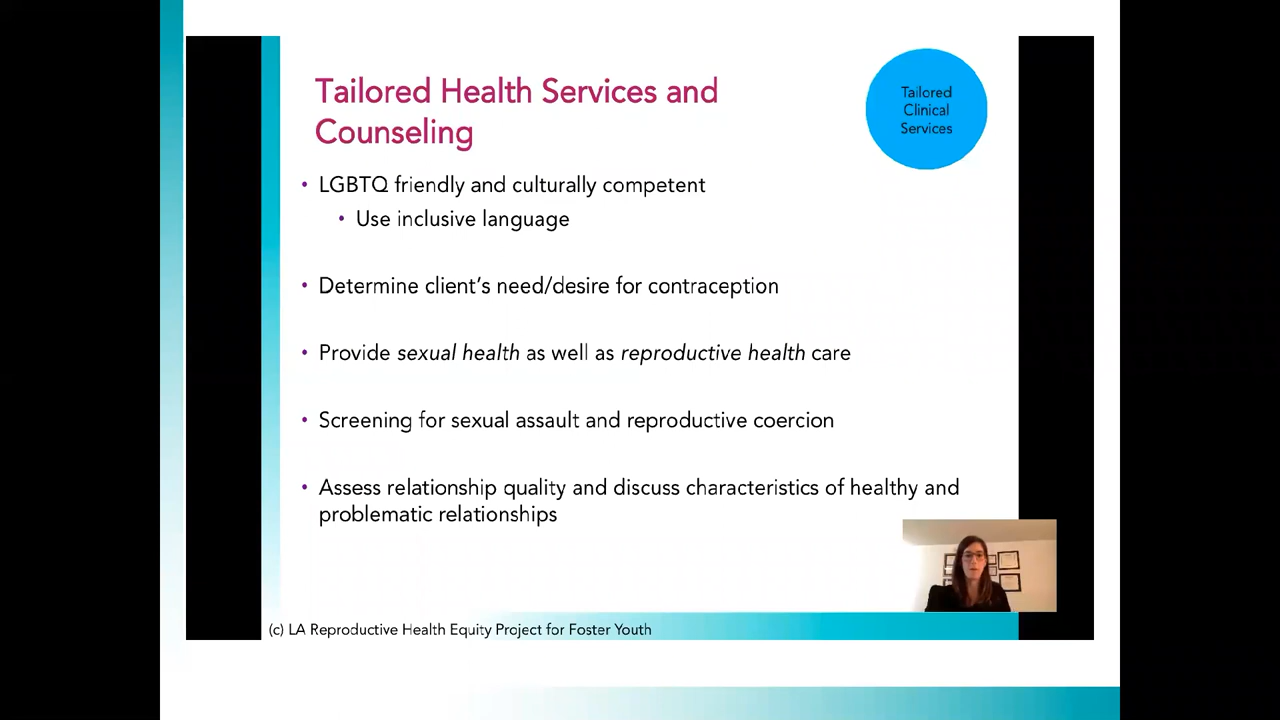 Tailored Health Services and
Counseling
Tailored
Clinical
Services
• LGBTQ friendly and culturally competent
• Use inclusive language
• Determine client’s need/desire for contraception
• Provide sexual health as well as reproductive health care
• Screening for sexual assault and reproductive coercion
• Assess relationship quality and discuss characteristics of healthy and
problematic relationships
(c) LA Reproductive Health Equity Project for Foster Youth